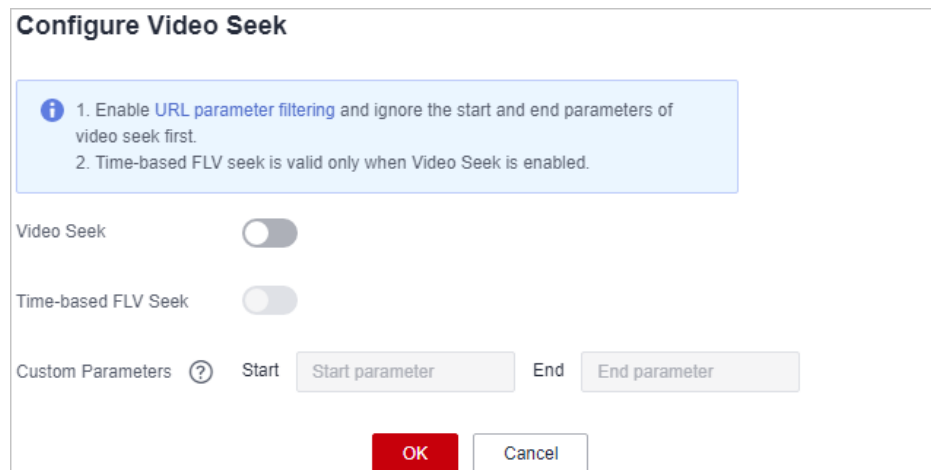 Configure Video Seek
1. Enable URL parameter filtering and ignore the start and end parameters of
video seek first.
2. Time-based FLV seek is valid only when Video Seek is enabled.
Video Seek
Time-based FLV Seek
Custom Parameters ? Start Start parameter End End parameter
OK Cancel